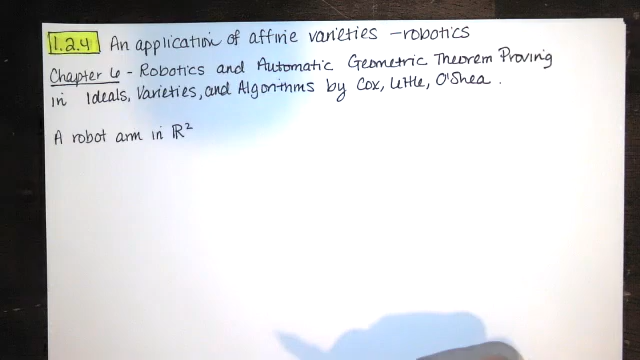 1.2.4 An application of affine varieties - robotics
Chapter 6 - Robotics and Automatic Geometric Theorem Proving
in Ideals, Varieties, and Algorithms by Cox, Little, O'Shea.
A robot arm in ℝ²